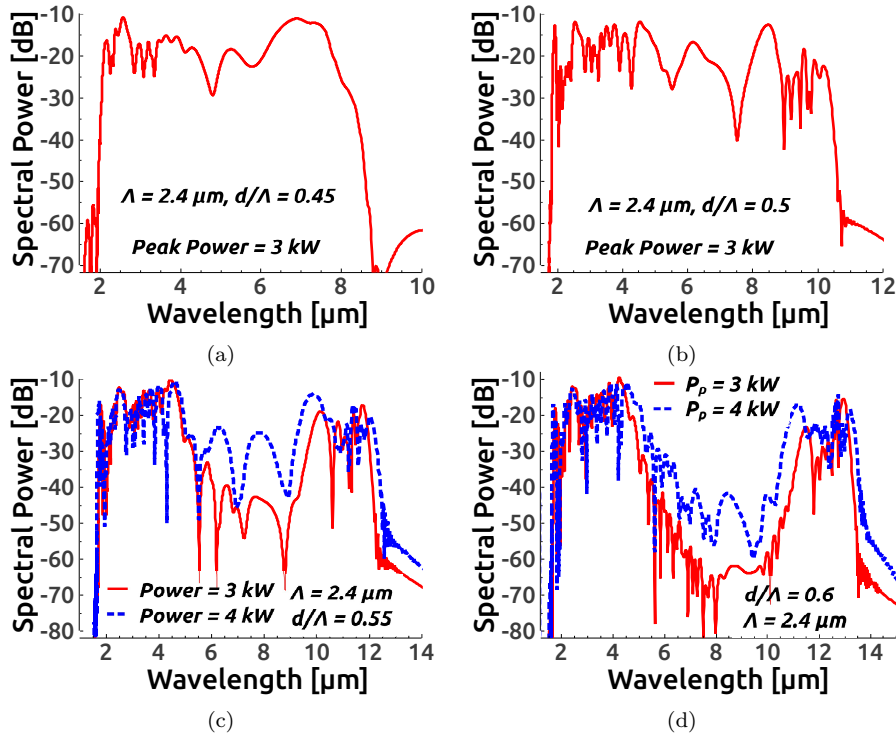 -10
-20
-30
-40
-50
-60
-70
Spectral Power [dB]
Λ = 2.4 μm, d/Λ = 0.45
Peak Power = 3 kW
2 4 6 8 10
Wavelength [μm]
(a)
-10
-20
-30
-40
-50
-60
-70
Spectral Power [dB]
Λ = 2.4 μm, d/Λ = 0.5
Peak Power = 3 kW
2 4 6 8 10 12
Wavelength [μm]
(b)
-10
-20
-30
-40
-50
-60
-70
-80
Spectral Power [dB]
Power = 3 kW
Power = 4 kW
Λ = 2.4 μm
d/Λ = 0.55
2 4 6 8 10 12 14
Wavelength [μm]
(c)
-10
-20
-30
-40
-50
-60
-70
-80
Spectral Power [dB]
Pp = 3 kW
Pp = 4 kW
d/Λ = 0.6
Λ = 2.4 μm
2 4 6 8 10 12 14
Wavelength [μm]
(d)